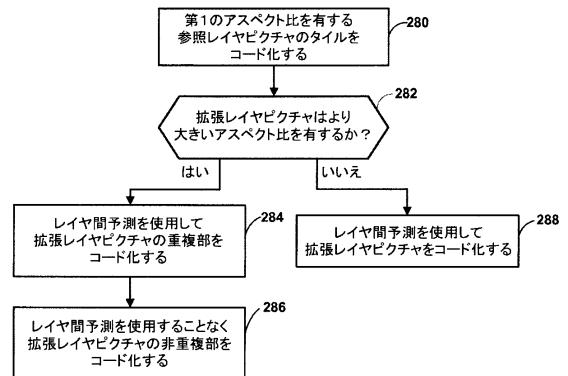 第1のアスペクト比を有する
参照レイヤピクチャのタイルを
コード化する
280
282
拡張レイヤピクチャはより
大きいアスペクト比を有するか？
はい
いいえ
レイヤ間予測を使用して
拡張レイヤピクチャの重複部を
コード化する
284
レイヤ間予測を使用して
拡張レイヤピクチャをコード化する
288
286
レイヤ間予測を使用することなく
拡張レイヤピクチャの非重複部を
コード化する